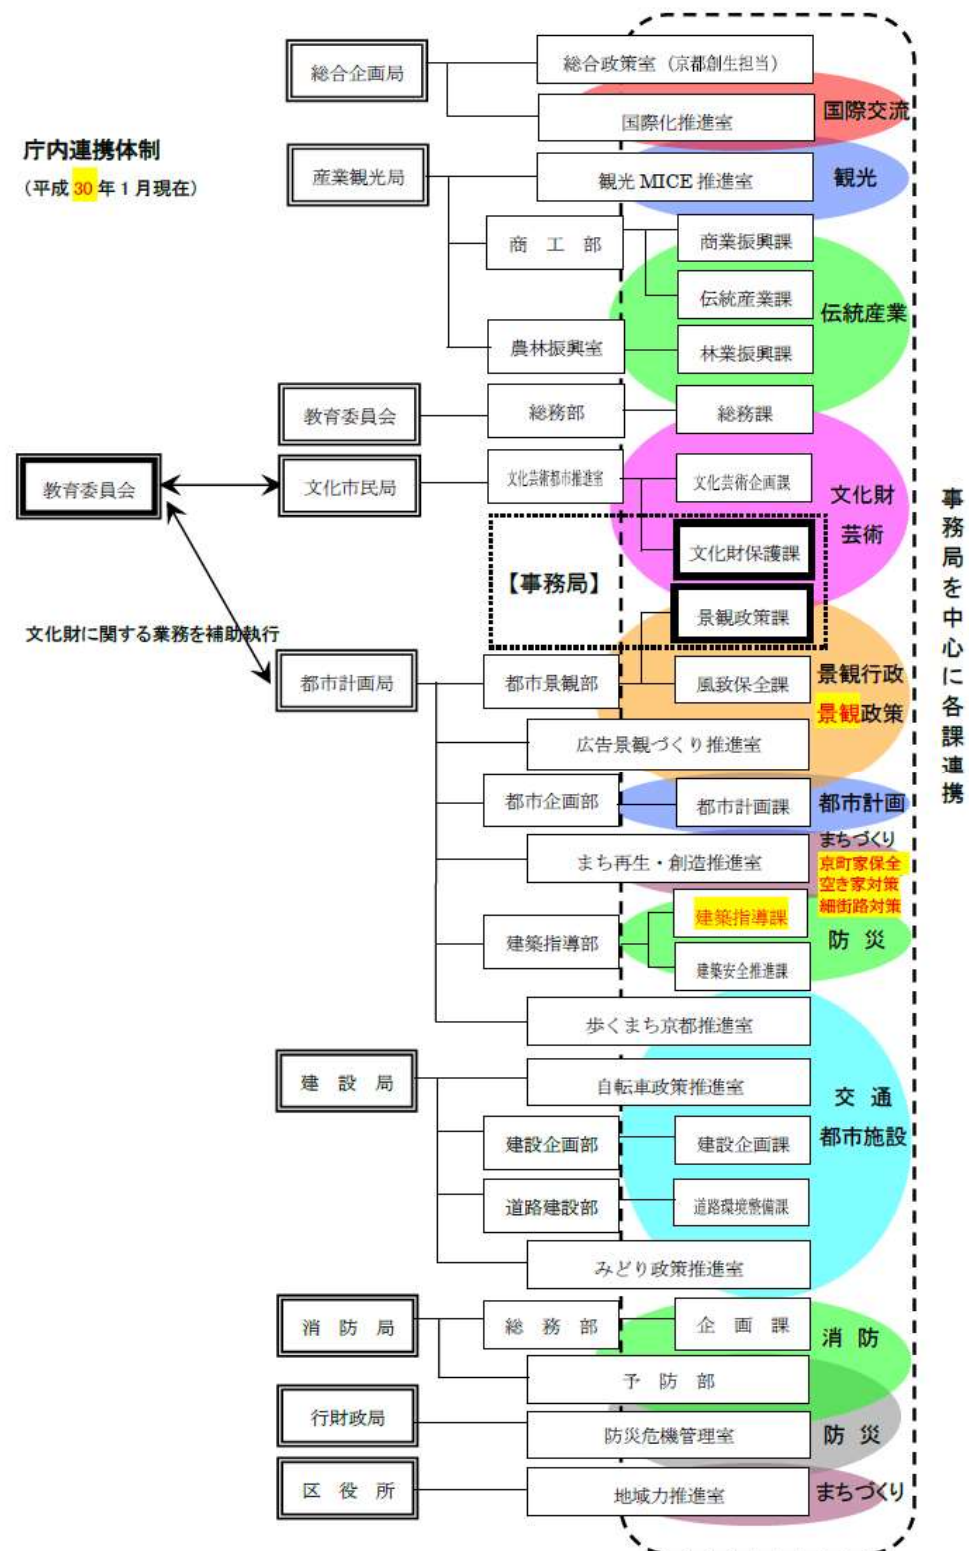 総合企画局
総合政策室（京都創生担当）
国際化推進室
国際交流
庁内連携体制
（平成 30 年 1 月現在）
産業観光局
観光 MICE 推進室
観光
商 工 部
商業振興課
伝統産業課
伝統産業
農林振興室
林業振興課
教育委員会
総務部
総務課
教育委員会
文化市民局
文化芸術都市推進室
文化芸術企画課
文化財
芸術
【事務局】
文化財保護課
景観政策課
文化財に関する業務を補助執行
都市計画局
都市景観部
風致保全課
景観行政
景観政策
広告景観づくり推進室
都市企画部
都市計画課
都市計画
まち再生・創造推進室
まちづくり
京町家保全
空き家対策
細街路対策
建築指導部
建築指導課
建築安全推進課
防 災
歩くまち京都推進室
建 設 局
自転車政策推進室
建設企画部
建設企画課
交 通
都市施設
道路建設部
道路環境整備課
みどり政策推進室
消 防 局
総 務 部
企 画 課
消 防
予 防 部
行財政局
防災危機管理室
防 災
区 役 所
地域力推進室
まちづくり
事務局を中心に各課連携